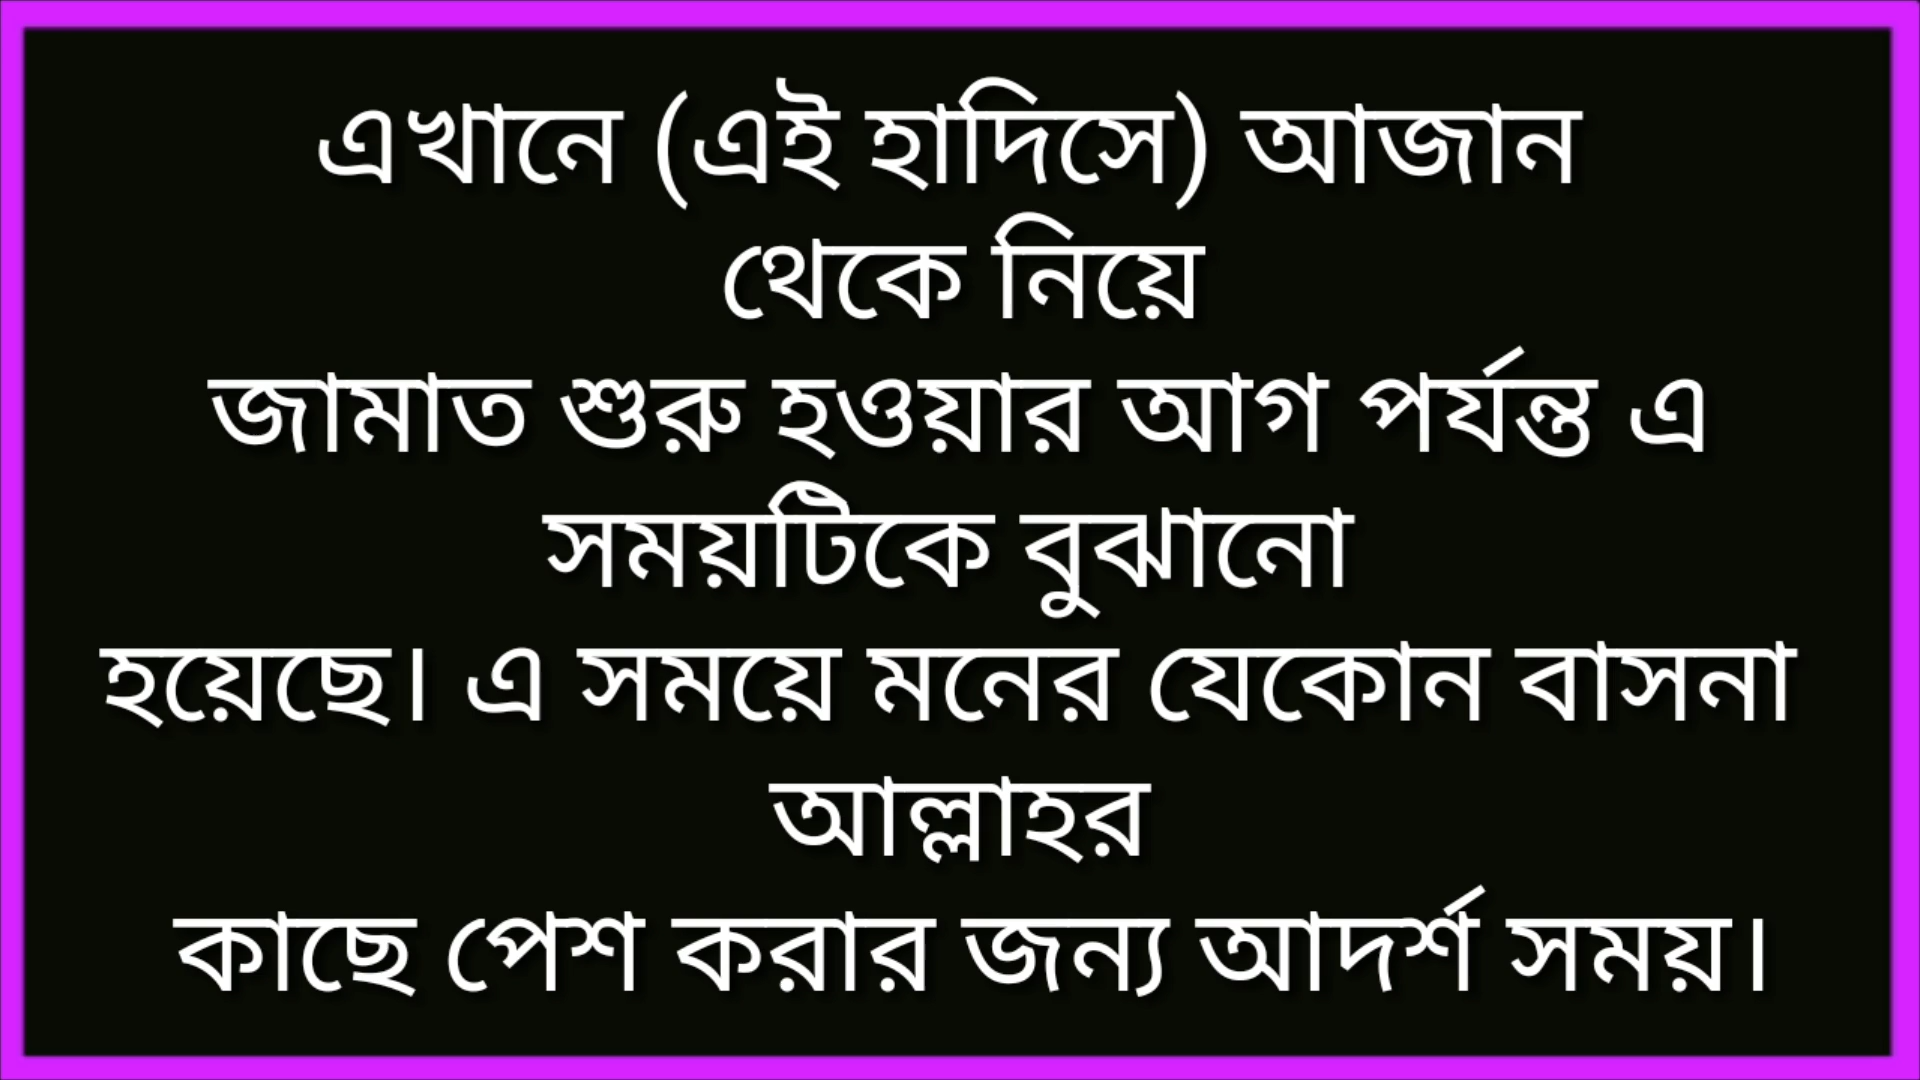 এখানে (এই হাদিসে) আজান
থেকে নিয়ে
জামাত শুরু হওয়ার আগ পর্যন্ত এ
সময়টিকে বুঝানো
হয়েছে। এ সময়ে মনের যেকোন বাসনা
আল্লাহর
কাছে পেশ করার জন্য আদর্শ সময়।